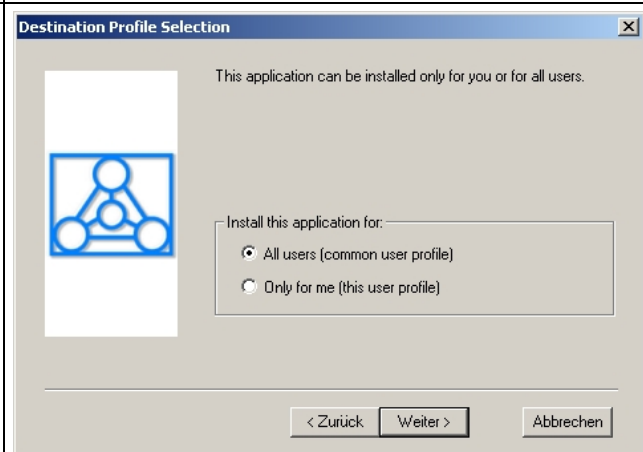 Destination Profile Selection
This application can be installed only for you or for all users.
Install this application for:
All users (common user profile)
Only for me (this user profile)
< Zurück
Weiter >
Abbrechen